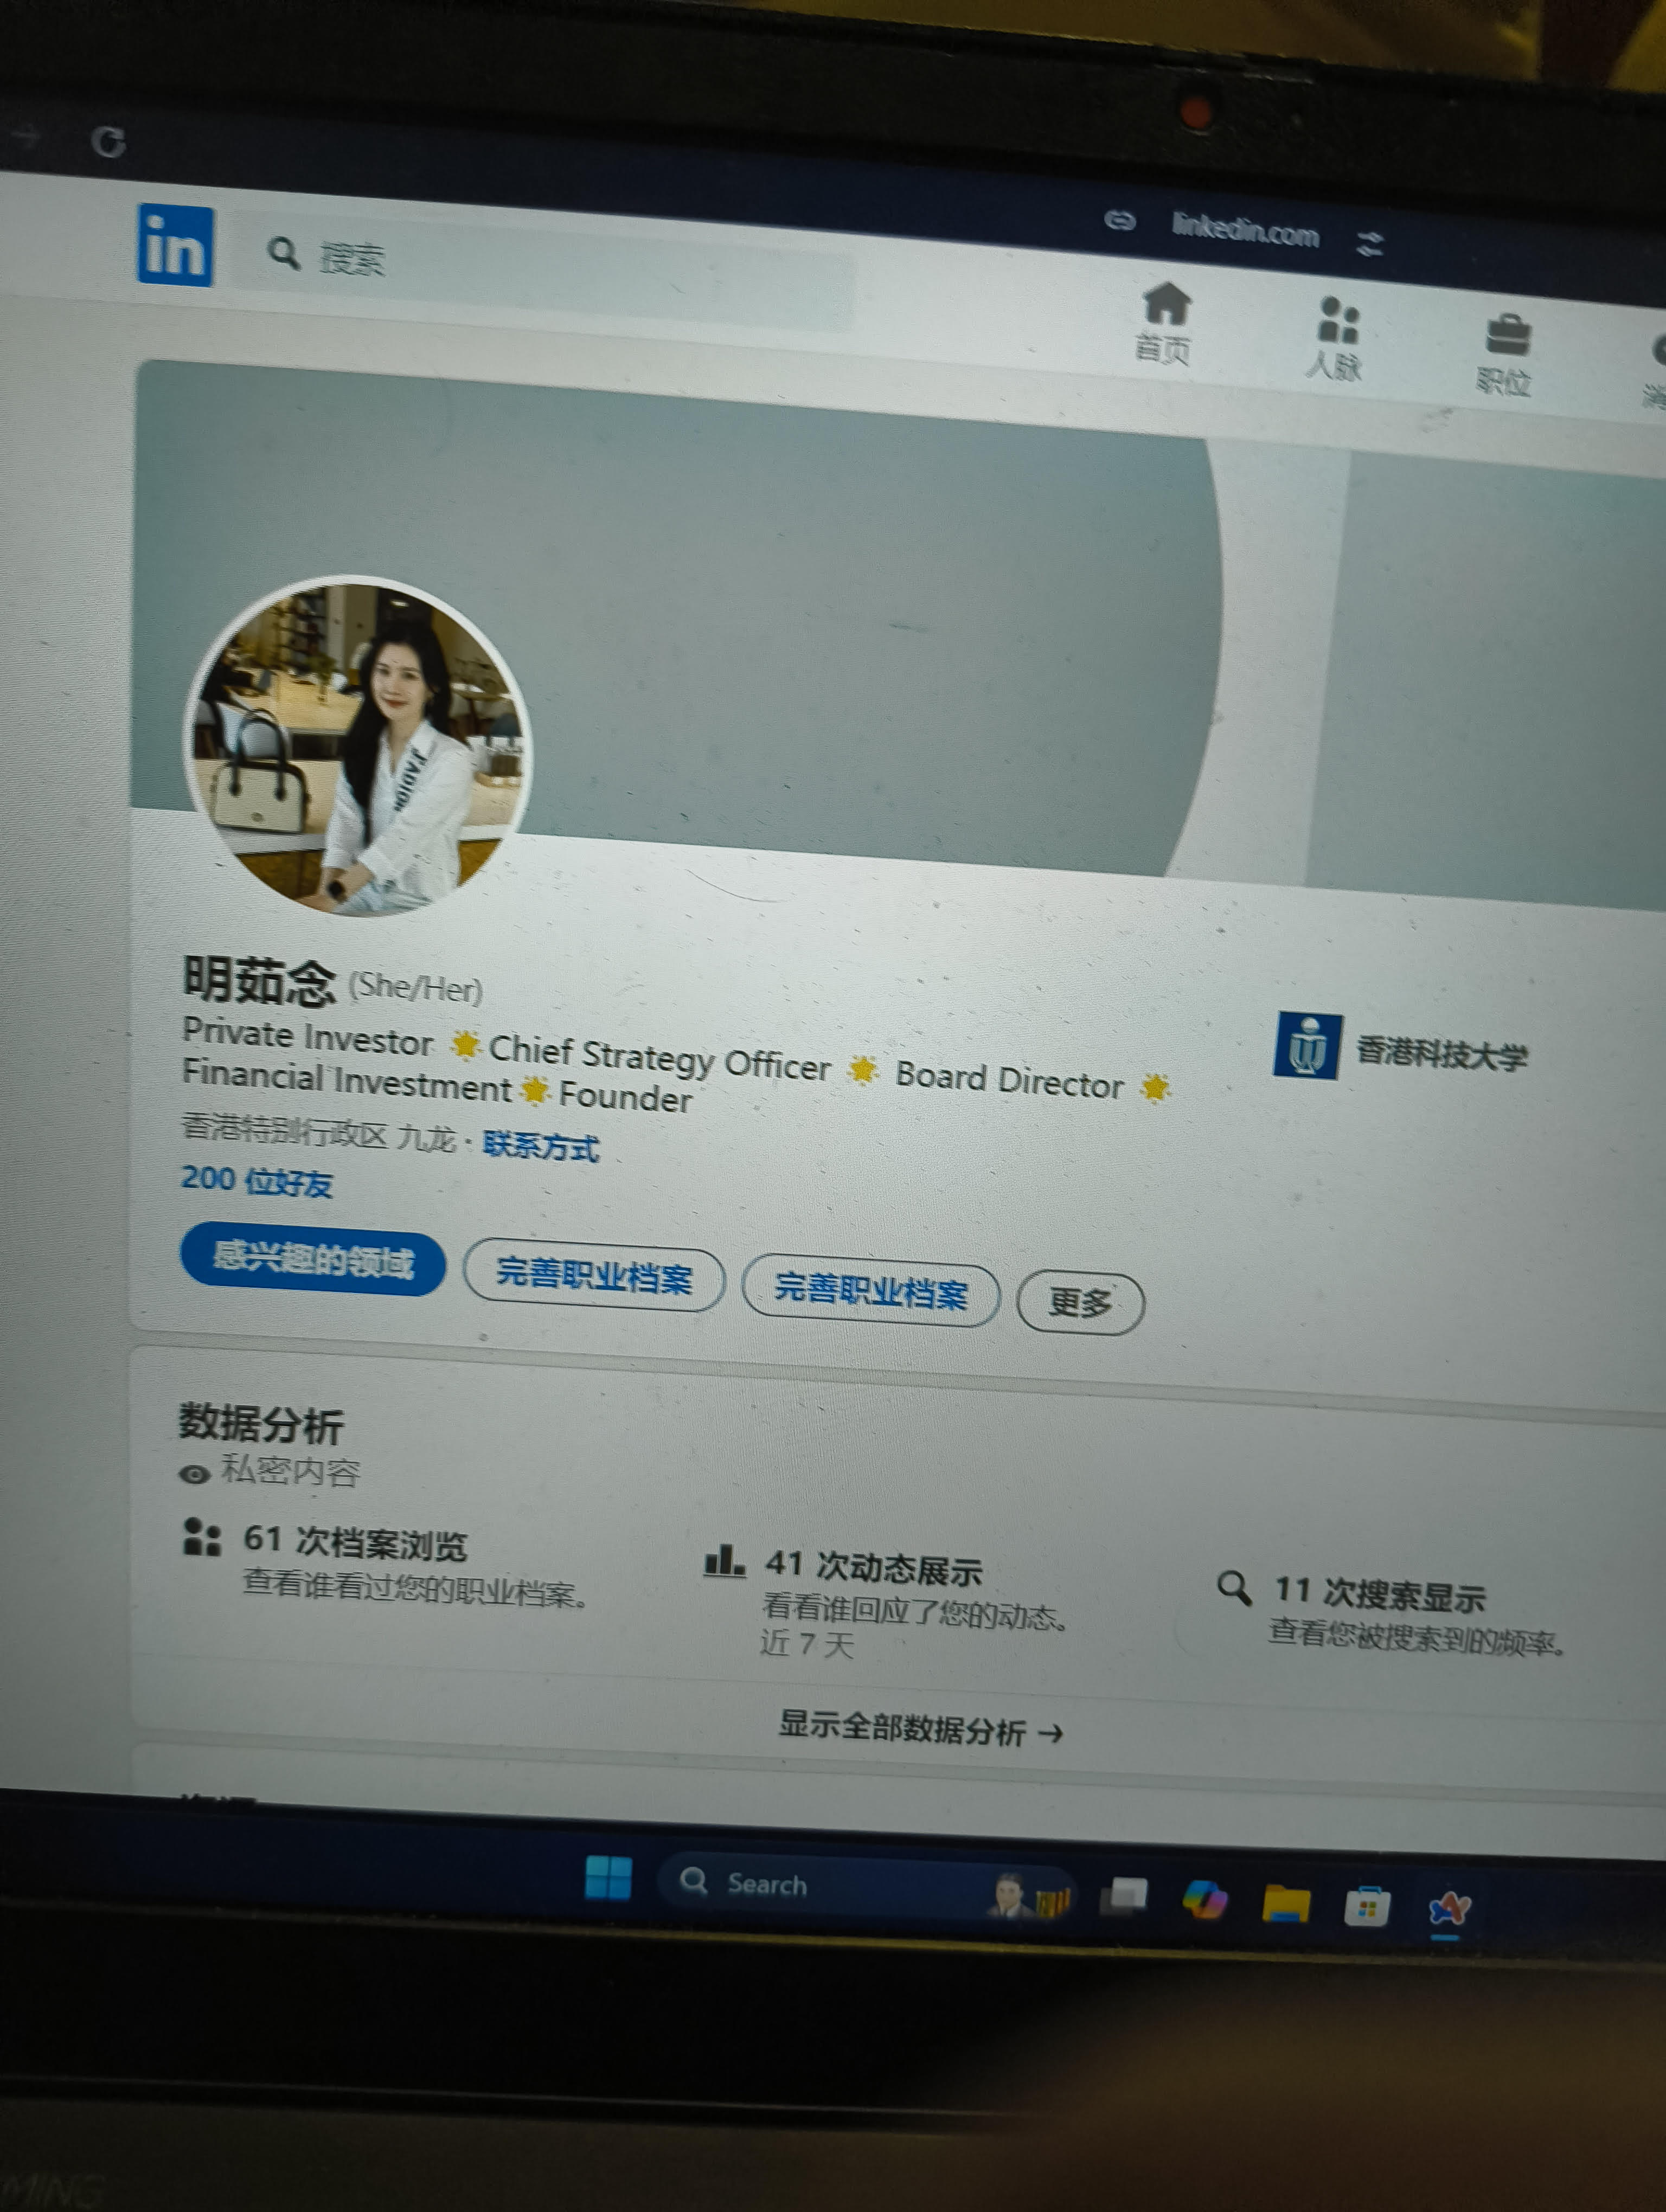 linkedin.com
in
搜索
首页
人脉
职位
J'ADIOR
明茹念 (She/Her)
Private Investor 🌟Chief Strategy Officer 🌟 Board Director 🌟
Financial Investment🌟Founder
香港科技大学
香港特别行政区 九龙 · 联系方式
200 位好友
感兴趣的领域
完善职业档案
完善职业档案
更多
数据分析
私密内容
61 次档案浏览
查看谁看过您的职业档案。
41 次动态展示
看看谁回应了您的动态。
近 7 天
11 次搜索显示
查看您被搜索到的频率。
显示全部数据分析 →
Search